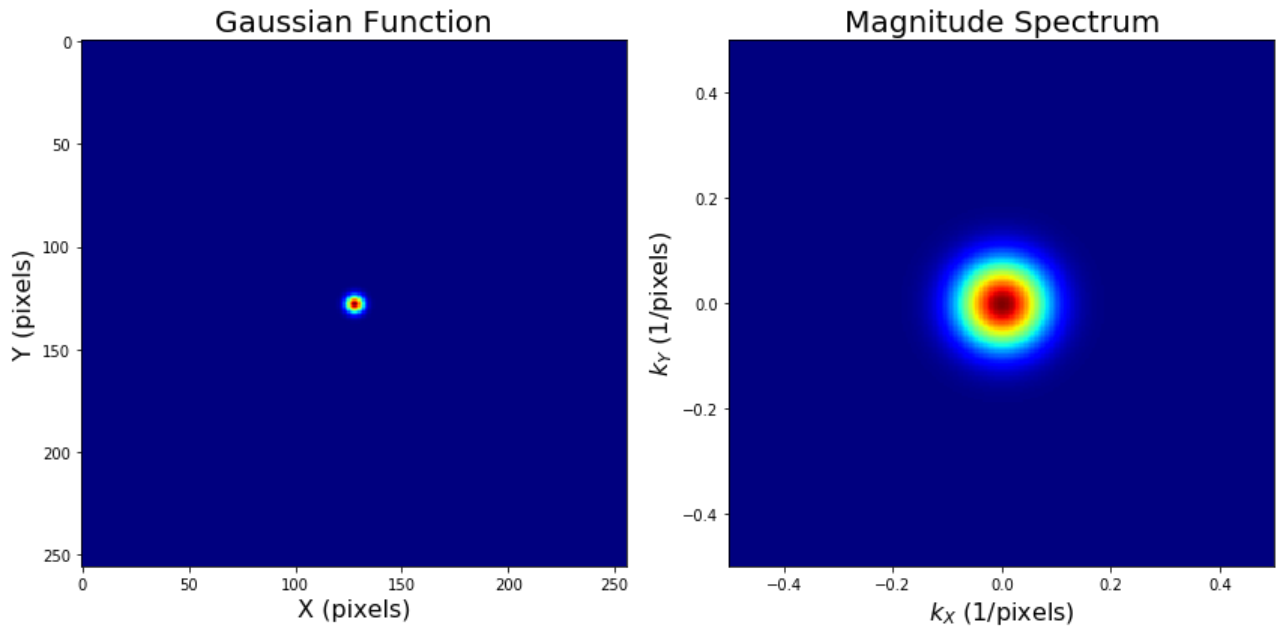 Gaussian Function
0
50
100
150
200
250
Y (pixels)
0 50 100 150 200 250
X (pixels)
Magnitude Spectrum
0.4
0.2
0.0
−0.2
−0.4
k_Y (1/pixels)
−0.4 −0.2 0.0 0.2 0.4
k_X (1/pixels)